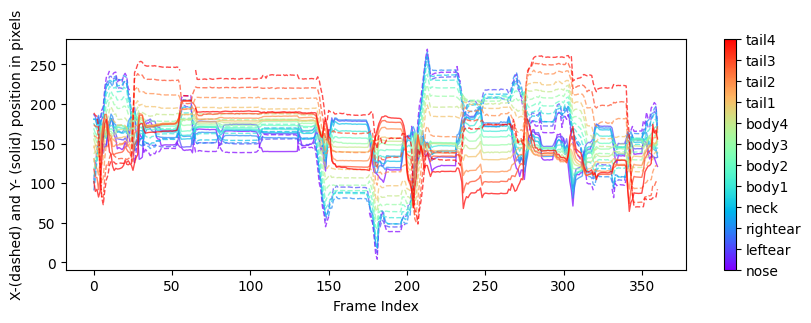 X-(dashed) and Y- (solid) position in pixels
250
200
150
100
50
0
0 50 100 150 200 250 300 350
Frame Index
tail4
tail3
tail2
tail1
body4
body3
body2
body1
neck
rightear
leftear
nose